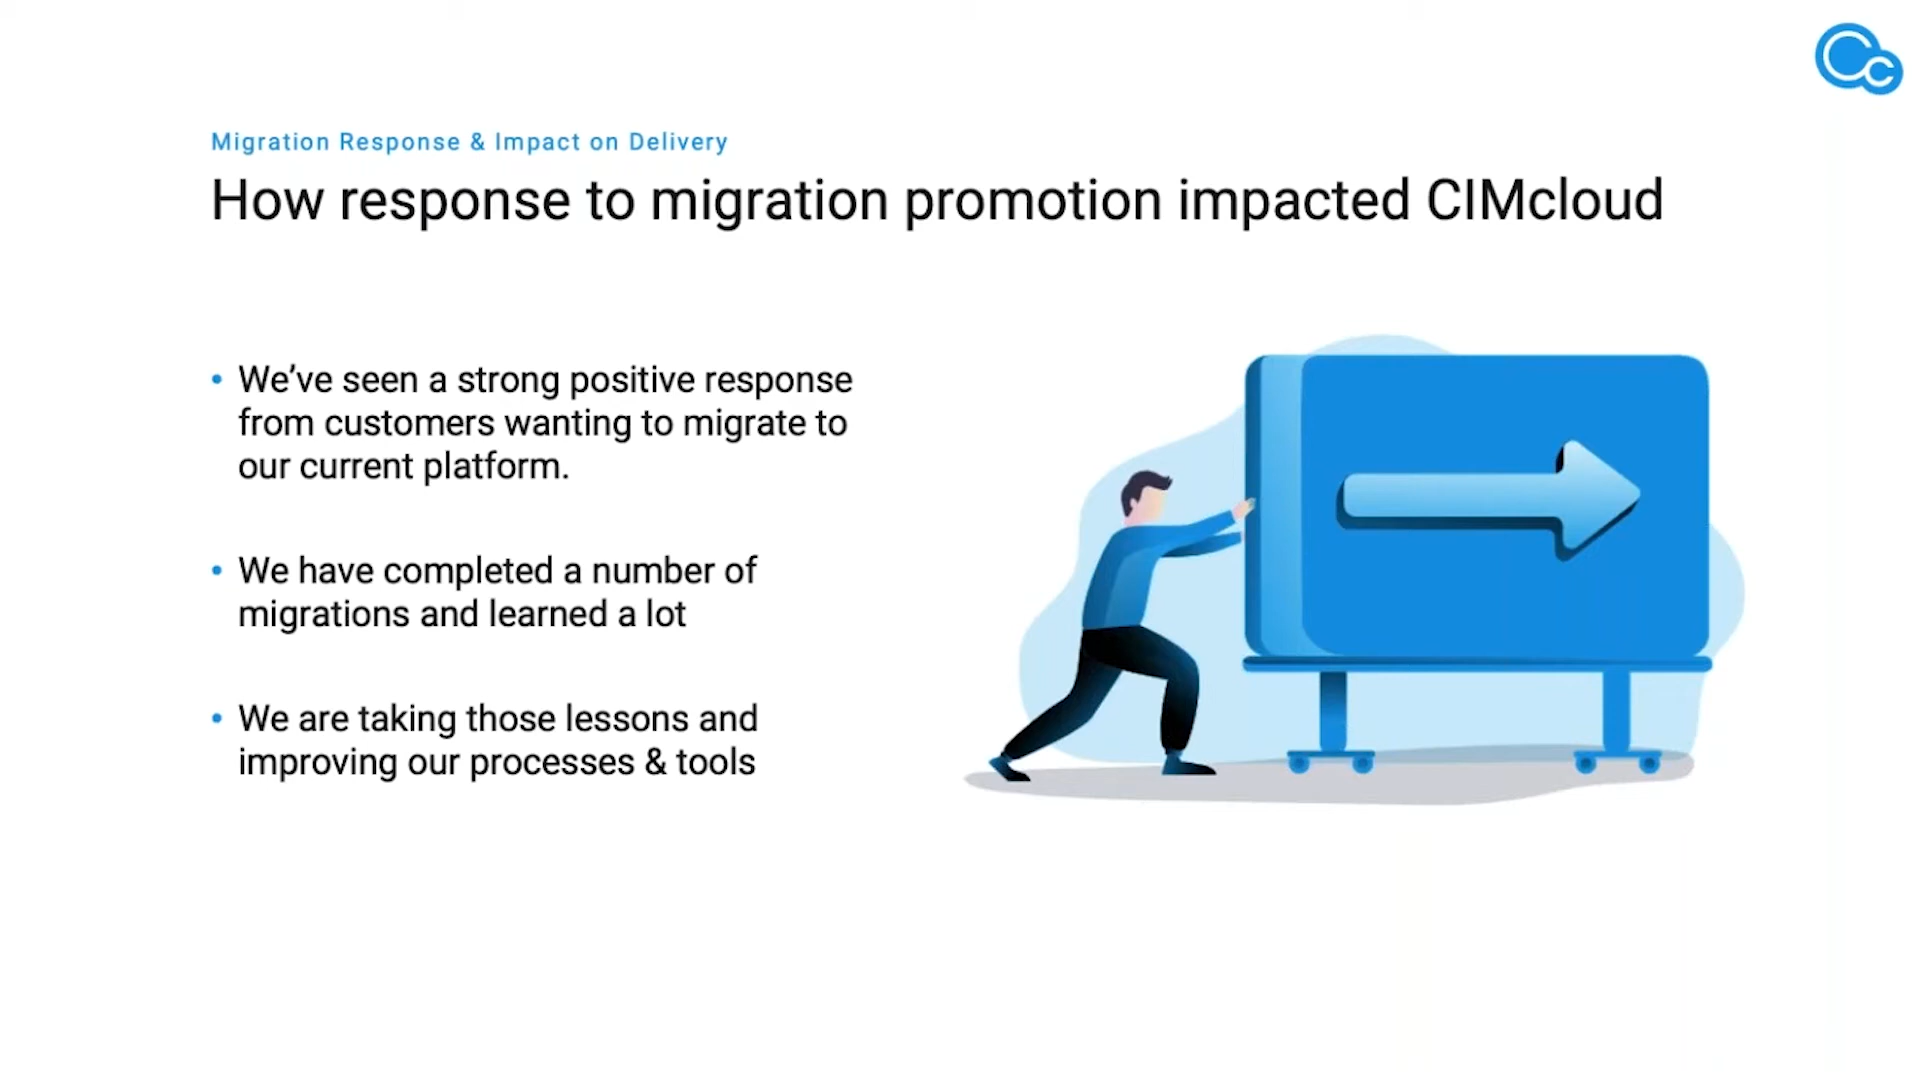 Cc
Migration Response & Impact on Delivery
How response to migration promotion impacted CIMcloud
• We’ve seen a strong positive response
from customers wanting to migrate to
our current platform.
• We have completed a number of
migrations and learned a lot
• We are taking those lessons and
improving our processes & tools